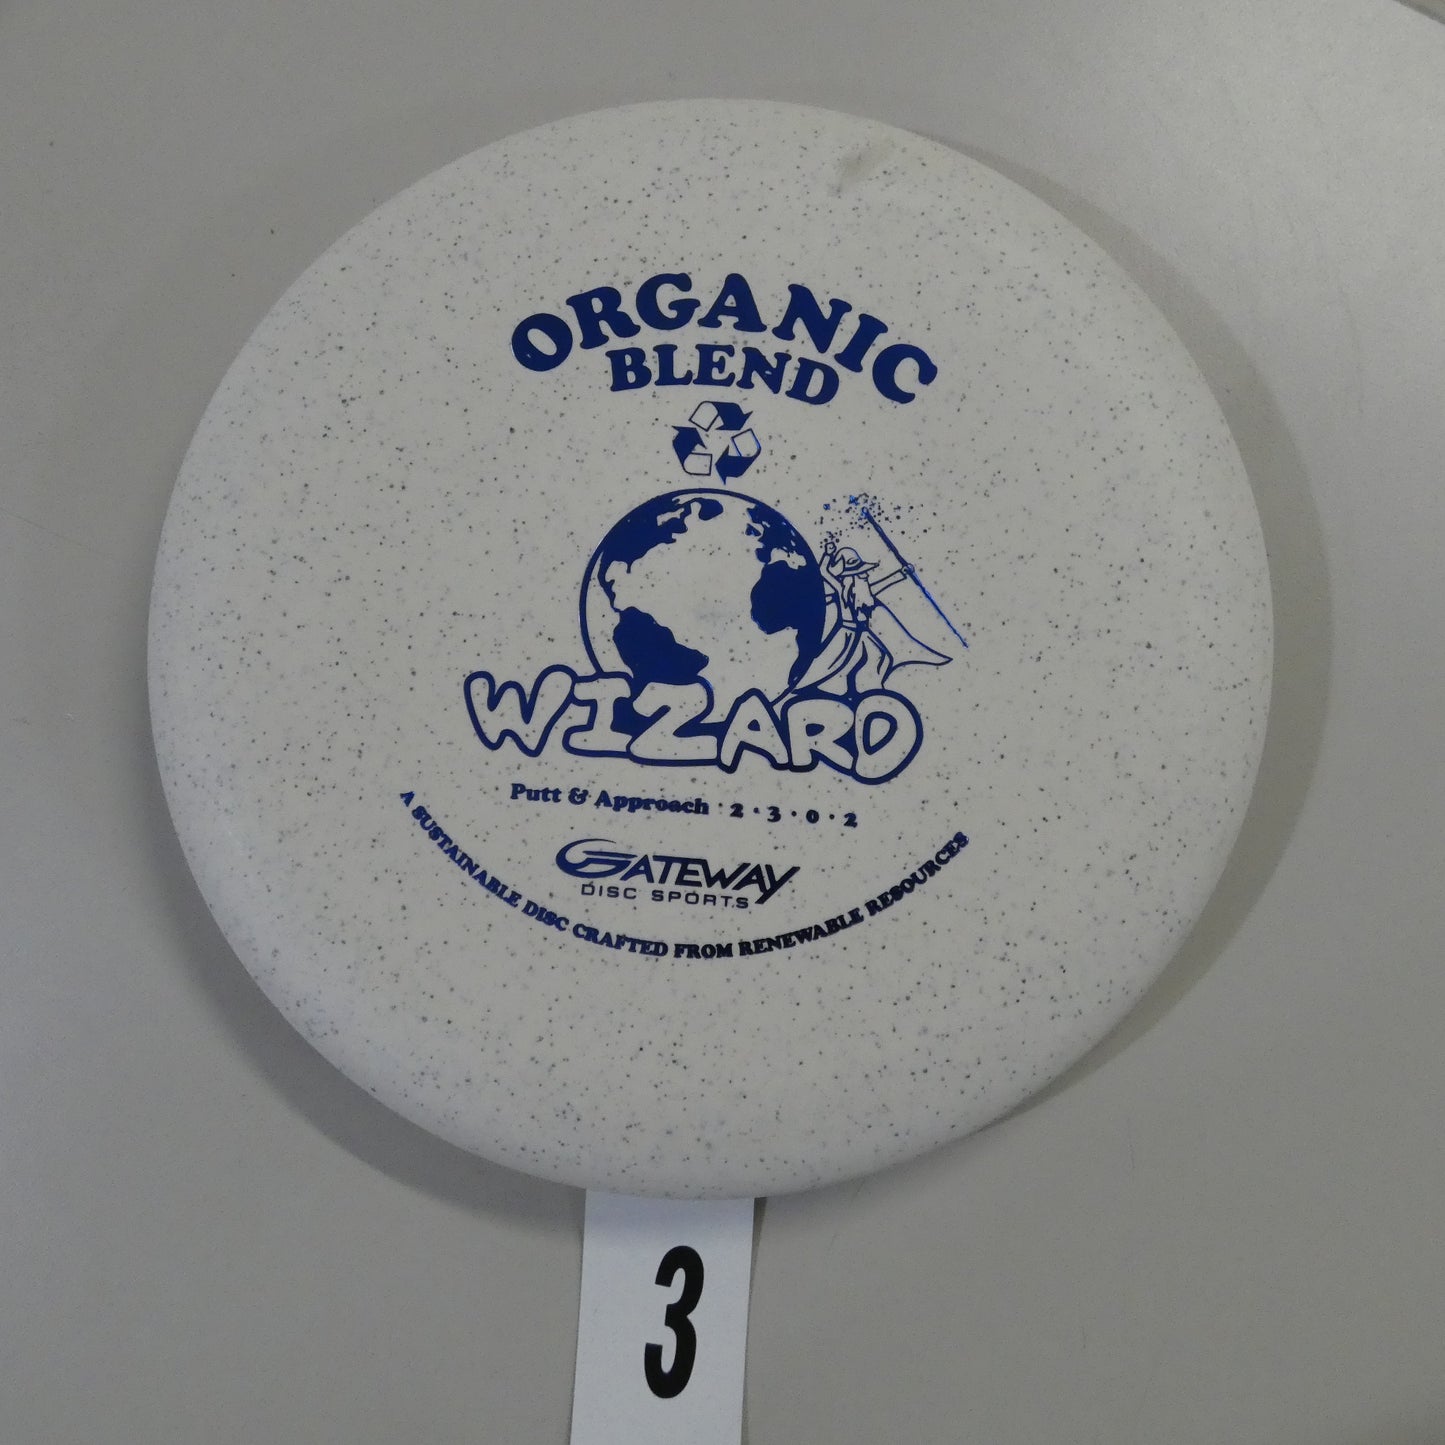 ORGANIC
BLEND
WIZARD
Putt & Approach · 2 · 3 · 0 · 2
GATEWAY
DISC SPORTS
A SUSTAINABLE DISC CRAFTED FROM RENEWABLE RESOURCES
3